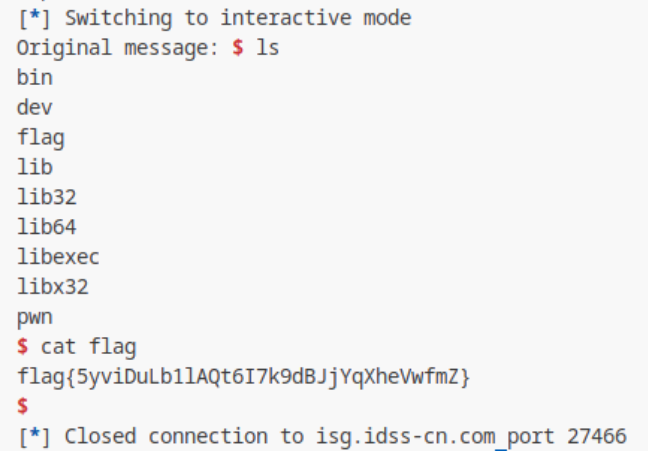 [*] Switching to interactive mode
Original message: $ ls
bin
dev
flag
lib
lib32
lib64
libexec
libx32
pwn
$ cat flag
flag{5yviDuLb1lAQt6I7k9dBJjYqXheVwfmZ}
$
[*] Closed connection to isg.idss-cn.com port 27466